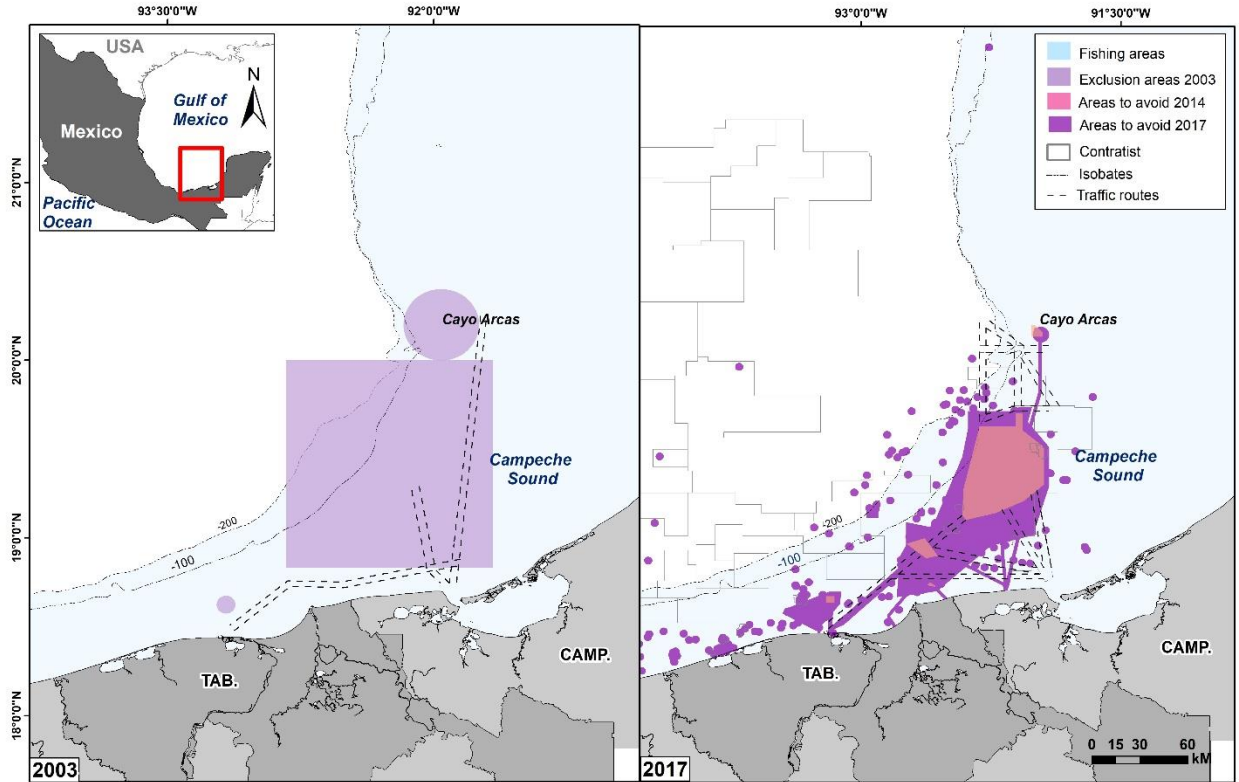 93°30'0"W
92°0'0"W
93°0'0"W
91°30'0"W
USA
N
Gulf of
Mexico
Mexico
Pacific
Ocean
Fishing areas
Exclusion areas 2003
Areas to avoid 2014
Areas to avoid 2017
Contratist
Isobates
Traffic routes
21°0'0"N
20°0'0"N
19°0'0"N
18°0'0"N
Cayo Arcas
Campeche
Sound
-200
-100
TAB.
CAMP.
2003
Cayo Arcas
Campeche
Sound
-200
-100
TAB.
CAMP.
2017
0 15 30 60
kM